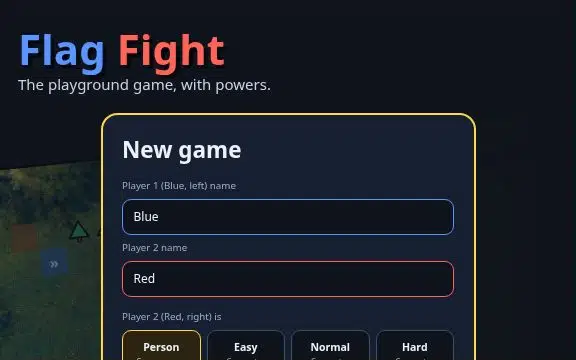 Flag Fight
The playground game, with powers.
New game
Player 1 (Blue, left) name
Blue
Player 2 name
Red
Player 2 (Red, right) is
Person Easy Normal Hard
»